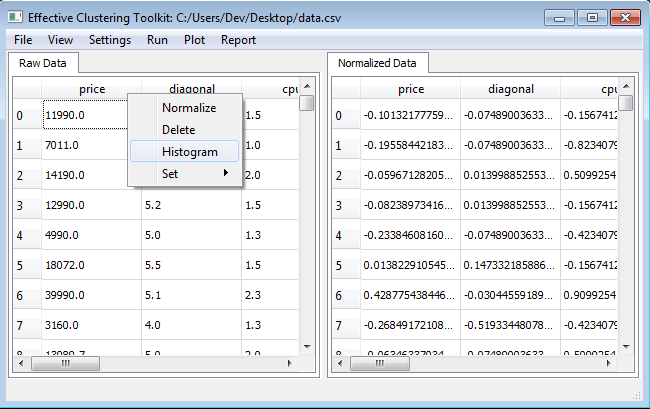 Effective Clustering Toolkit: C:/Users/Dev/Desktop/data.csv
File View Settings Run Plot Report
Raw Data
price diagonal cpu
0 11990.0 1.5
1 7011.0 1.0
2 14190.0 2.0
3 12990.0 5.2 1.5
4 4990.0 5.0 1.3
5 18072.0 5.5 1.5
6 39990.0 5.1 2.3
7 3160.0 4.0 1.3
8 13980.7 5.0 2.0
Normalize
Delete
Histogram
Set
Normalized Data
price diagonal cpu
0 -0.10132177759... -0.07489003633... -0.1567412
1 -0.19558442183... -0.07489003633... -0.8234079
2 -0.05967128205... 0.013998852553... 0.5099254
3 -0.08238973416... 0.013998852553... -0.1567412
4 -0.23384608160... -0.07489003633... -0.4234079
5 0.013822910545... 0.147332185886... -0.1567412
6 0.428775438446... -0.03044559189... 0.9099254
7 -0.26849172108... -0.51933448078... -0.4234079
8 -0.06346337034... -0.07489003633... 0.5099254